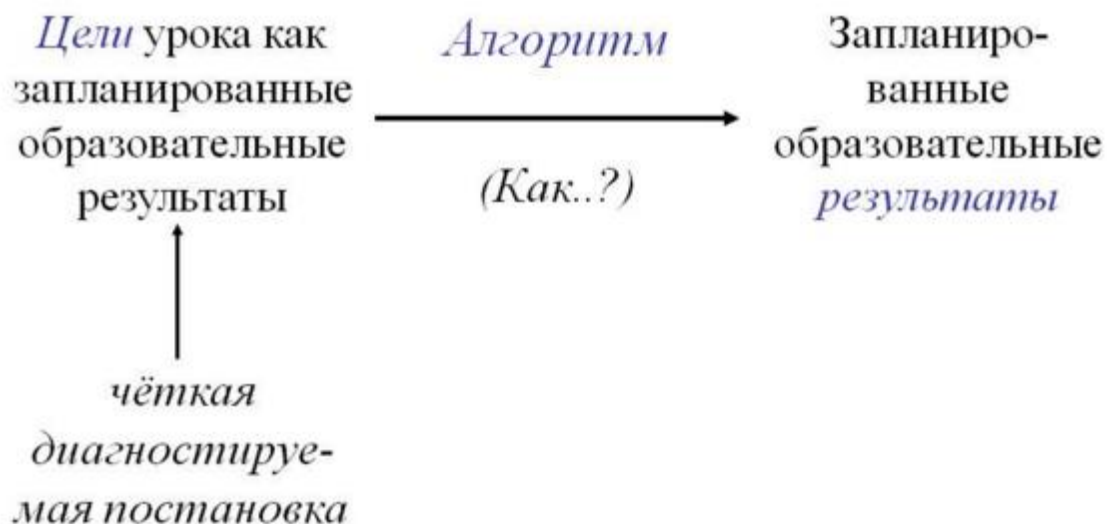 Цели урока как
запланированные
образовательные
результаты
Алгоритм
(Как..?)
Запланиро-
ванные
образовательные
результаты
чёткая
диагностируе-
мая постановка